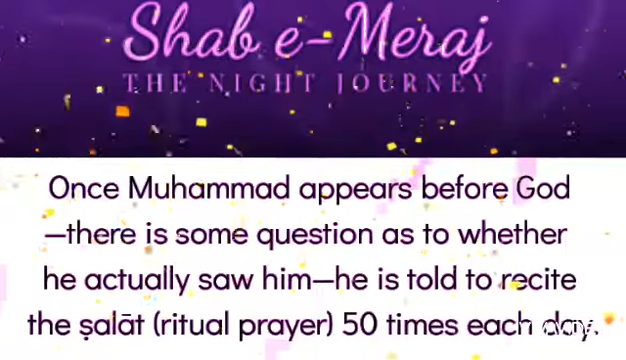 Shab e-Meraj
THE NIGHT JOURNEY
Once Muhammad appears before God
—there is some question as to whether
he actually saw him—he is told to recite
the ṣalāt (ritual prayer) 50 times each day.